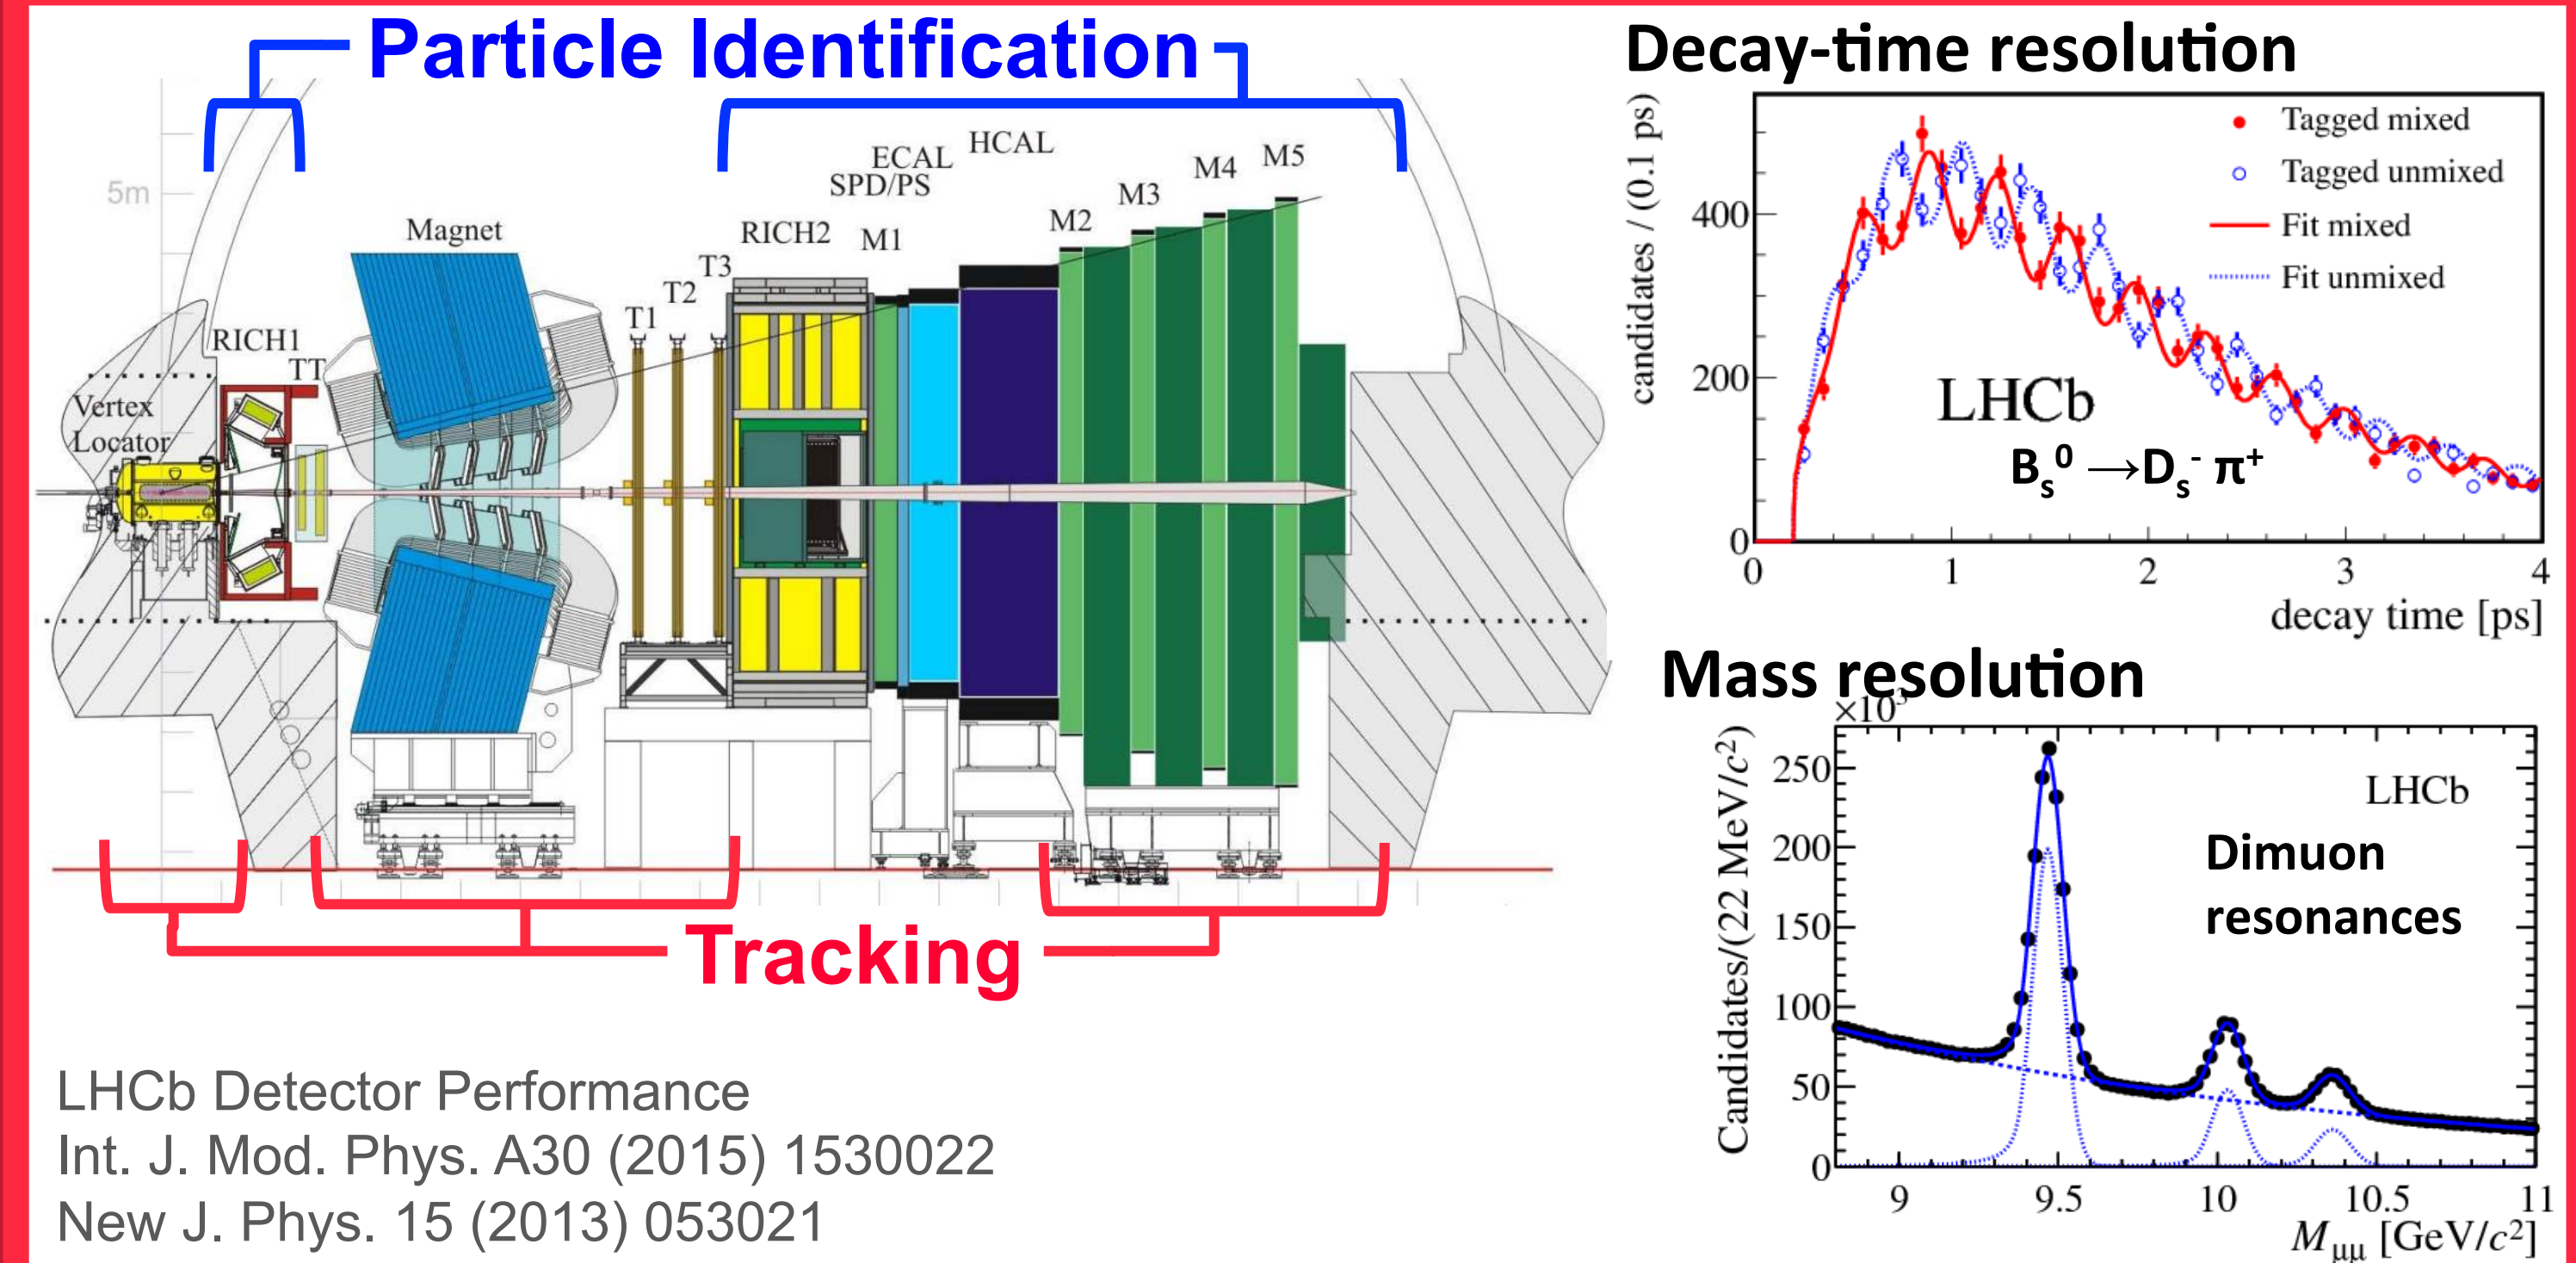 Particle Identification
5m
Magnet
RICH1
TT
Vertex
Locator
T1
T2
T3
RICH2
M1
SPD/PS
ECAL
HCAL
M2
M3
M4
M5
Tracking
LHCb Detector Performance
Int. J. Mod. Phys. A30 (2015) 1530022
New J. Phys. 15 (2013) 053021
Decay-time resolution
candidates / (0.1 ps)
400
200
0
Tagged mixed
Tagged unmixed
Fit mixed
Fit unmixed
LHCb
Bₛ⁰ →Dₛ⁻ π⁺
0 1 2 3 4
decay time [ps]
Mass resolution
×10³
Candidates/(22 MeV/c²)
250
200
150
100
50
0
LHCb
Dimuon
resonances
9 9.5 10 10.5 11
M_μμ [GeV/c²]